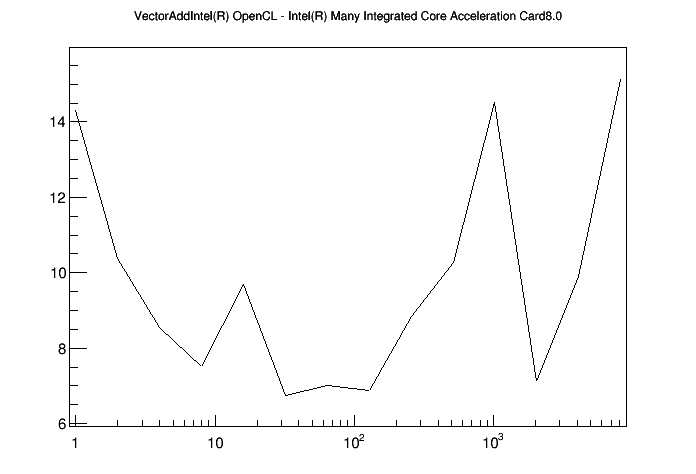 VectorAddIntel(R) OpenCL - Intel(R) Many Integrated Core Acceleration Card8.0
14
12
10
8
6
1 10 10² 10³